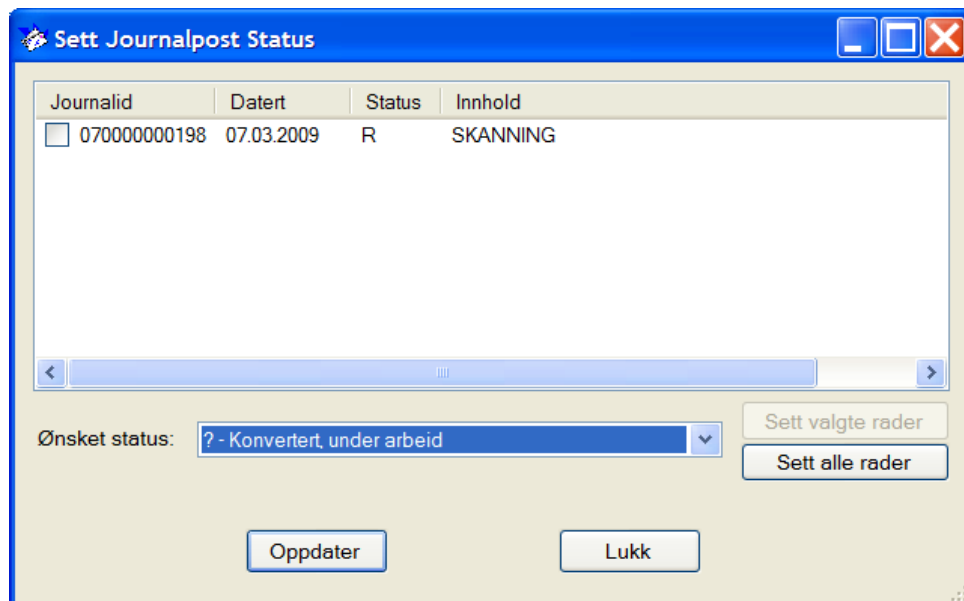 Sett Journalpost Status
Journalid Datert Status Innhold
070000000198 07.03.2009 R SKANNING
Ønsket status: ? - Konvertert, under arbeid
Sett valgte rader
Sett alle rader
Oppdater Lukk